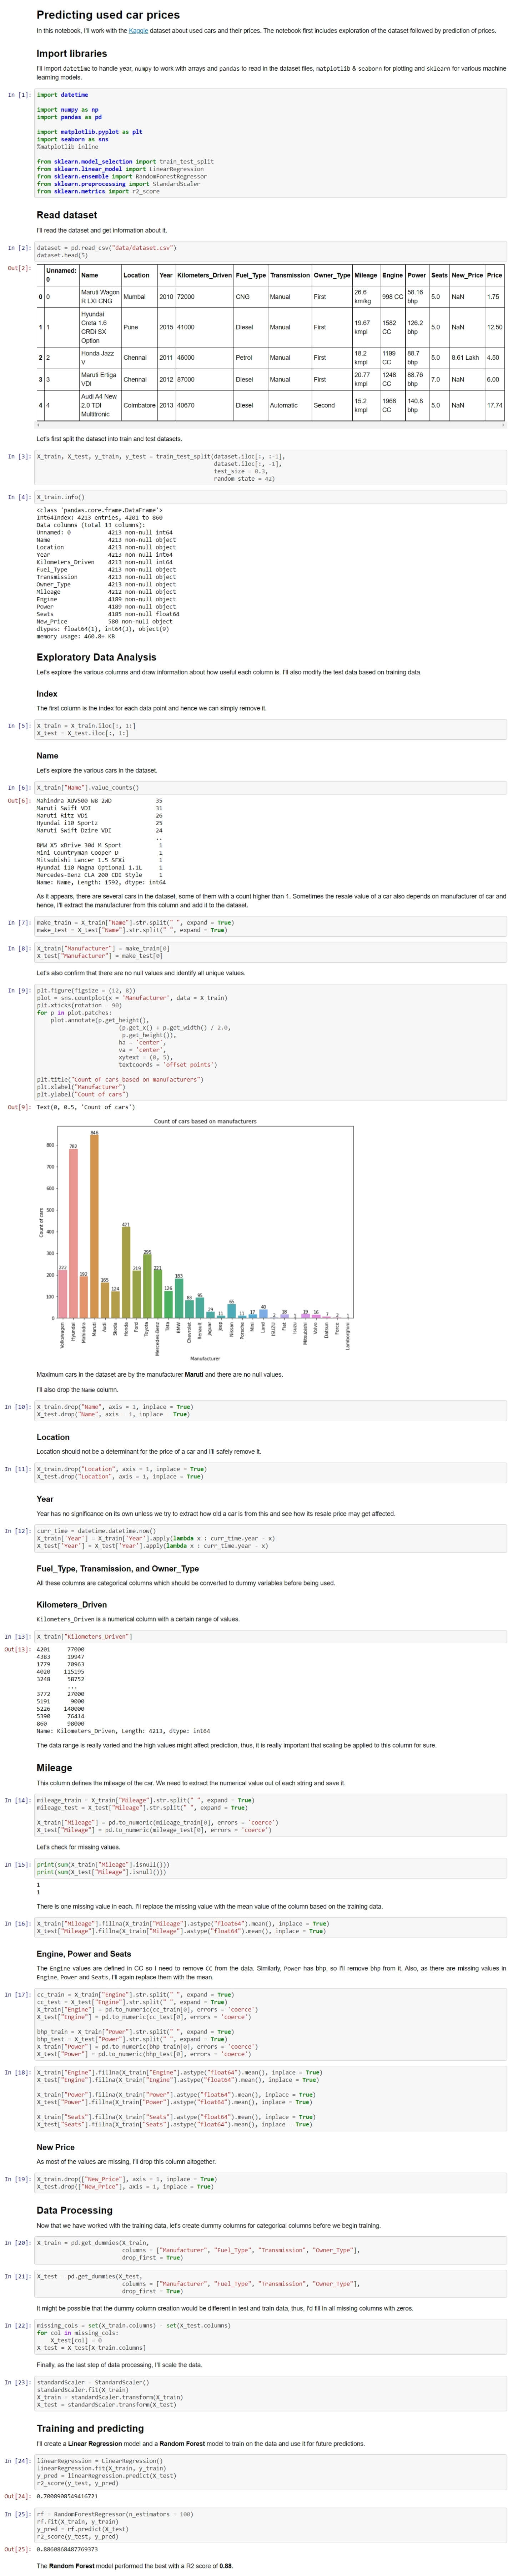 Predicting used car prices
In this notebook, I'll work with the Kaggle dataset about used cars and their prices. The notebook first includes exploration of the dataset followed by prediction of prices.
Import libraries
I'll import datetime to handle year, numpy to work with arrays and pandas to read in the dataset files, matplotlib & seaborn for plotting and sklearn for various machine
learning models.
In [1]: import datetime
import numpy as np
import pandas as pd
import matplotlib.pyplot as plt
import seaborn as sns
%matplotlib inline
from sklearn.model_selection import train_test_split
from sklearn.linear_model import LinearRegression
from sklearn.ensemble import RandomForestRegressor
from sklearn.preprocessing import StandardScaler
from sklearn.metrics import r2_score
Read dataset
I'll read the dataset and get information about it.
In [2]: dataset = pd.read_csv("data/dataset.csv")
dataset.head(5)
Out[2]:
Unnamed: 0 Name Location Year Kilometers_Driven Fuel_Type Transmission Owner_Type Mileage Engine Power Seats New_Price Price
0 0 Maruti Wagon R LXI CNG Mumbai 2010 72000 CNG Manual First 26.6 km/kg 998 CC 58.16 bhp 5.0 NaN 1.75
1 1 Hyundai Creta 1.6 CRDi SX Option Pune 2015 41000 Diesel Manual First 19.67 kmpl 1582 CC 126.2 bhp 5.0 NaN 12.50
2 2 Honda Jazz V Chennai 2011 46000 Petrol Manual First 18.2 kmpl 1199 CC 88.7 bhp 5.0 8.61 Lakh 4.50
3 3 Maruti Ertiga VDI Chennai 2012 87000 Diesel Manual First 20.77 kmpl 1248 CC 88.76 bhp 7.0 NaN 6.00
4 4 Audi A4 New 2.0 TDI Multitronic Coimbatore 2013 40670 Diesel Automatic Second 15.2 kmpl 1968 CC 140.8 bhp 5.0 NaN 17.74
Let's first split the dataset into train and test datasets.
In [3]: X_train, X_test, y_train, y_test = train_test_split(dataset.iloc[:, :-1],
dataset.iloc[:, -1],
test_size = 0.3,
random_state = 42)
In [4]: X_train.info()
<class 'pandas.core.frame.DataFrame'>
Int64Index: 4213 entries, 4201 to 860
Data columns (total 13 columns):
Unnamed: 0 4213 non-null int64
Name 4213 non-null object
Location 4213 non-null object
Year 4213 non-null int64
Kilometers_Driven 4213 non-null int64
Fuel_Type 4213 non-null object
Transmission 4213 non-null object
Owner_Type 4213 non-null object
Mileage 4212 non-null object
Engine 4189 non-null object
Power 4189 non-null object
Seats 4185 non-null float64
New_Price 580 non-null object
dtypes: float64(1), int64(3), object(9)
memory usage: 460.8+ KB
Exploratory Data Analysis
Let's explore the various columns and draw information about how useful each column is. I'll also modify the test data based on training data.
Index
The first column is the index for each data point and hence we can simply remove it.
In [5]: X_train = X_train.iloc[:, 1:]
X_test = X_test.iloc[:, 1:]
Name
Let's explore the various cars in the dataset.
In [6]: X_train["Name"].value_counts()
Out[6]: Mahindra XUV500 W8 2WD 35
Maruti Swift VDI 31
Maruti Ritz VDi 26
Hyundai i10 Sportz 25
Maruti Swift Dzire VDI 24
..
BMW X5 xDrive 30d M Sport 1
Mini Countryman Cooper D 1
Mitsubishi Lancer 1.5 SFXi 1
Hyundai i10 Magna Optional 1.1L 1
Mercedes-Benz CLA 200 CDI Style 1
Name: Name, Length: 1592, dtype: int64
As it appears, there are several cars in the dataset, some of them with a count higher than 1. Sometimes the resale value of a car also depends on manufacturer of car and
hence, I'll extract the manufacturer from this column and add it to the dataset.
In [7]: make_train = X_train["Name"].str.split(" ", expand = True)
make_test = X_test["Name"].str.split(" ", expand = True)
In [8]: X_train["Manufacturer"] = make_train[0]
X_test["Manufacturer"] = make_test[0]
Let's also confirm that there are no null values and identify all unique values.
In [9]: plt.figure(figsize = (12, 8))
plot = sns.countplot(x = 'Manufacturer', data = X_train)
plt.xticks(rotation = 90)
for p in plot.patches:
plot.annotate(p.get_height(),
(p.get_x() + p.get_width() / 2.0,
p.get_height()),
ha = 'center',
va = 'center',
xytext = (0, 5),
textcoords = 'offset points')
plt.title("Count of cars based on manufacturers")
plt.xlabel("Manufacturer")
plt.ylabel("Count of cars")
Out[9]: Text(0, 0.5, 'Count of cars')
Count of cars based on manufacturers
Count of cars
800
700
600
500
400
300
200
100
0
222 782 192 846 165 124 421 219 295 221 126 183 83 95 29 11 65 11 17 40 2 18 1 19 16 7 2 1
Volkswagen Hyundai Mahindra Maruti Audi Skoda Honda Ford Toyota Mercedes-Benz Tata BMW Chevrolet Renault Jaguar Jeep Nissan Porsche Mini Land ISUZU Fiat Isuzu Mitsubishi Volvo Datsun Force Lamborghini
Manufacturer
Maximum cars in the dataset are by the manufacturer Maruti and there are no null values.
I'll also drop the Name column.
In [10]: X_train.drop("Name", axis = 1, inplace = True)
X_test.drop("Name", axis = 1, inplace = True)
Location
Location should not be a determinant for the price of a car and I'll safely remove it.
In [11]: X_train.drop("Location", axis = 1, inplace = True)
X_test.drop("Location", axis = 1, inplace = True)
Year
Year has no significance on its own unless we try to extract how old a car is from this and see how its resale price may get affected.
In [12]: curr_time = datetime.datetime.now()
X_train['Year'] = X_train['Year'].apply(lambda x : curr_time.year - x)
X_test['Year'] = X_test['Year'].apply(lambda x : curr_time.year - x)
Fuel_Type, Transmission, and Owner_Type
All these columns are categorical columns which should be converted to dummy variables before being used.
Kilometers_Driven
Kilometers_Driven is a numerical column with a certain range of values.
In [13]: X_train["Kilometers_Driven"]
Out[13]: 4201 77000
4383 19947
1779 70963
4020 115195
3248 58752
...
3772 27000
5191 9000
5226 140000
5390 76414
860 98000
Name: Kilometers_Driven, Length: 4213, dtype: int64
The data range is really varied and the high values might affect prediction, thus, it is really important that scaling be applied to this column for sure.
Mileage
This column defines the mileage of the car. We need to extract the numerical value out of each string and save it.
In [14]: mileage_train = X_train["Mileage"].str.split(" ", expand = True)
mileage_test = X_test["Mileage"].str.split(" ", expand = True)
X_train["Mileage"] = pd.to_numeric(mileage_train[0], errors = 'coerce')
X_test["Mileage"] = pd.to_numeric(mileage_test[0], errors = 'coerce')
Let's check for missing values.
In [15]: print(sum(X_train["Mileage"].isnull()))
print(sum(X_test["Mileage"].isnull()))
1
1
There is one missing value in each. I'll replace the missing value with the mean value of the column based on the training data.
In [16]: X_train["Mileage"].fillna(X_train["Mileage"].astype("float64").mean(), inplace = True)
X_test["Mileage"].fillna(X_train["Mileage"].astype("float64").mean(), inplace = True)
Engine, Power and Seats
The Engine values are defined in CC so I need to remove CC from the data. Similarly, Power has bhp, so I'll remove bhp from it. Also, as there are missing values in
Engine, Power and Seats, I'll again replace them with the mean.
In [17]: cc_train = X_train["Engine"].str.split(" ", expand = True)
cc_test = X_test["Engine"].str.split(" ", expand = True)
X_train["Engine"] = pd.to_numeric(cc_train[0], errors = 'coerce')
X_test["Engine"] = pd.to_numeric(cc_test[0], errors = 'coerce')
bhp_train = X_train["Power"].str.split(" ", expand = True)
bhp_test = X_test["Power"].str.split(" ", expand = True)
X_train["Power"] = pd.to_numeric(bhp_train[0], errors = 'coerce')
X_test["Power"] = pd.to_numeric(bhp_test[0], errors = 'coerce')
In [18]: X_train["Engine"].fillna(X_train["Engine"].astype("float64").mean(), inplace = True)
X_test["Engine"].fillna(X_train["Engine"].astype("float64").mean(), inplace = True)
X_train["Power"].fillna(X_train["Power"].astype("float64").mean(), inplace = True)
X_test["Power"].fillna(X_train["Power"].astype("float64").mean(), inplace = True)
X_train["Seats"].fillna(X_train["Seats"].astype("float64").mean(), inplace = True)
X_test["Seats"].fillna(X_train["Seats"].astype("float64").mean(), inplace = True)
New Price
As most of the values are missing, I'll drop this column altogether.
In [19]: X_train.drop(["New_Price"], axis = 1, inplace = True)
X_test.drop(["New_Price"], axis = 1, inplace = True)
Data Processing
Now that we have worked with the training data, let's create dummy columns for categorical columns before we begin training.
In [20]: X_train = pd.get_dummies(X_train,
columns = ["Manufacturer", "Fuel_Type", "Transmission", "Owner_Type"],
drop_first = True)
In [21]: X_test = pd.get_dummies(X_test,
columns = ["Manufacturer", "Fuel_Type", "Transmission", "Owner_Type"],
drop_first = True)
It might be possible that the dummy column creation would be different in test and train data, thus, I'd fill in all missing columns with zeros.
In [22]: missing_cols = set(X_train.columns) - set(X_test.columns)
for col in missing_cols:
X_test[col] = 0
X_test = X_test[X_train.columns]
Finally, as the last step of data processing, I'll scale the data.
In [23]: standardScaler = StandardScaler()
standardScaler.fit(X_train)
X_train = standardScaler.transform(X_train)
X_test = standardScaler.transform(X_test)
Training and predicting
I'll create a Linear Regression model and a Random Forest model to train on the data and use it for future predictions.
In [24]: linearRegression = LinearRegression()
linearRegression.fit(X_train, y_train)
y_pred = linearRegression.predict(X_test)
r2_score(y_test, y_pred)
Out[24]: 0.7008908549416721
In [25]: rf = RandomForestRegressor(n_estimators = 100)
rf.fit(X_train, y_train)
y_pred = rf.predict(X_test)
r2_score(y_test, y_pred)
Out[25]: 0.8860868487769373
The Random Forest model performed the best with a R2 score of 0.88.